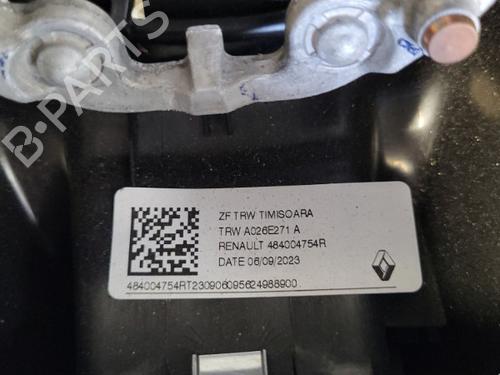 B-PARTS
ZF TRW TIMISOARA
TRW A026E271 A
RENAULT 484004754R
DATE 06/09/2023
484004754RT230906095624988900